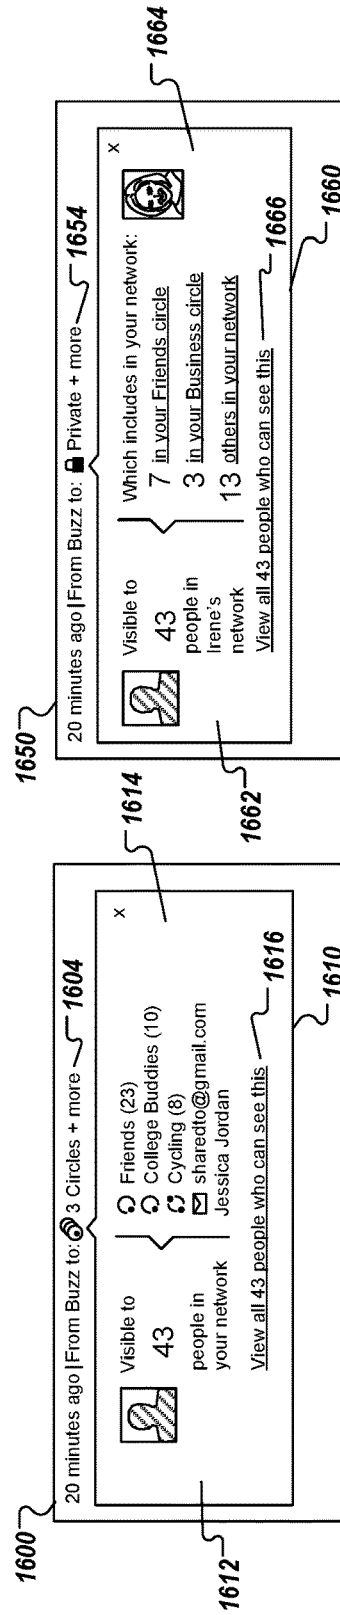 1600
20 minutes ago | From Buzz to: 3 Circles + more
1604
x
Visible to
43
people in
your network
Friends (23)
College Buddies (10)
Cycling (8)
sharedto@gmail.com
Jessica Jordan
View all 43 people who can see this
1612
1614
1616
1610
1650
20 minutes ago | From Buzz to: Private + more
1654
x
Visible to
43
people in
Irene's
network
Which includes in your network:
7 in your Friends circle
3 in your Business circle
13 others in your network
View all 43 people who can see this
1662
1664
1666
1660